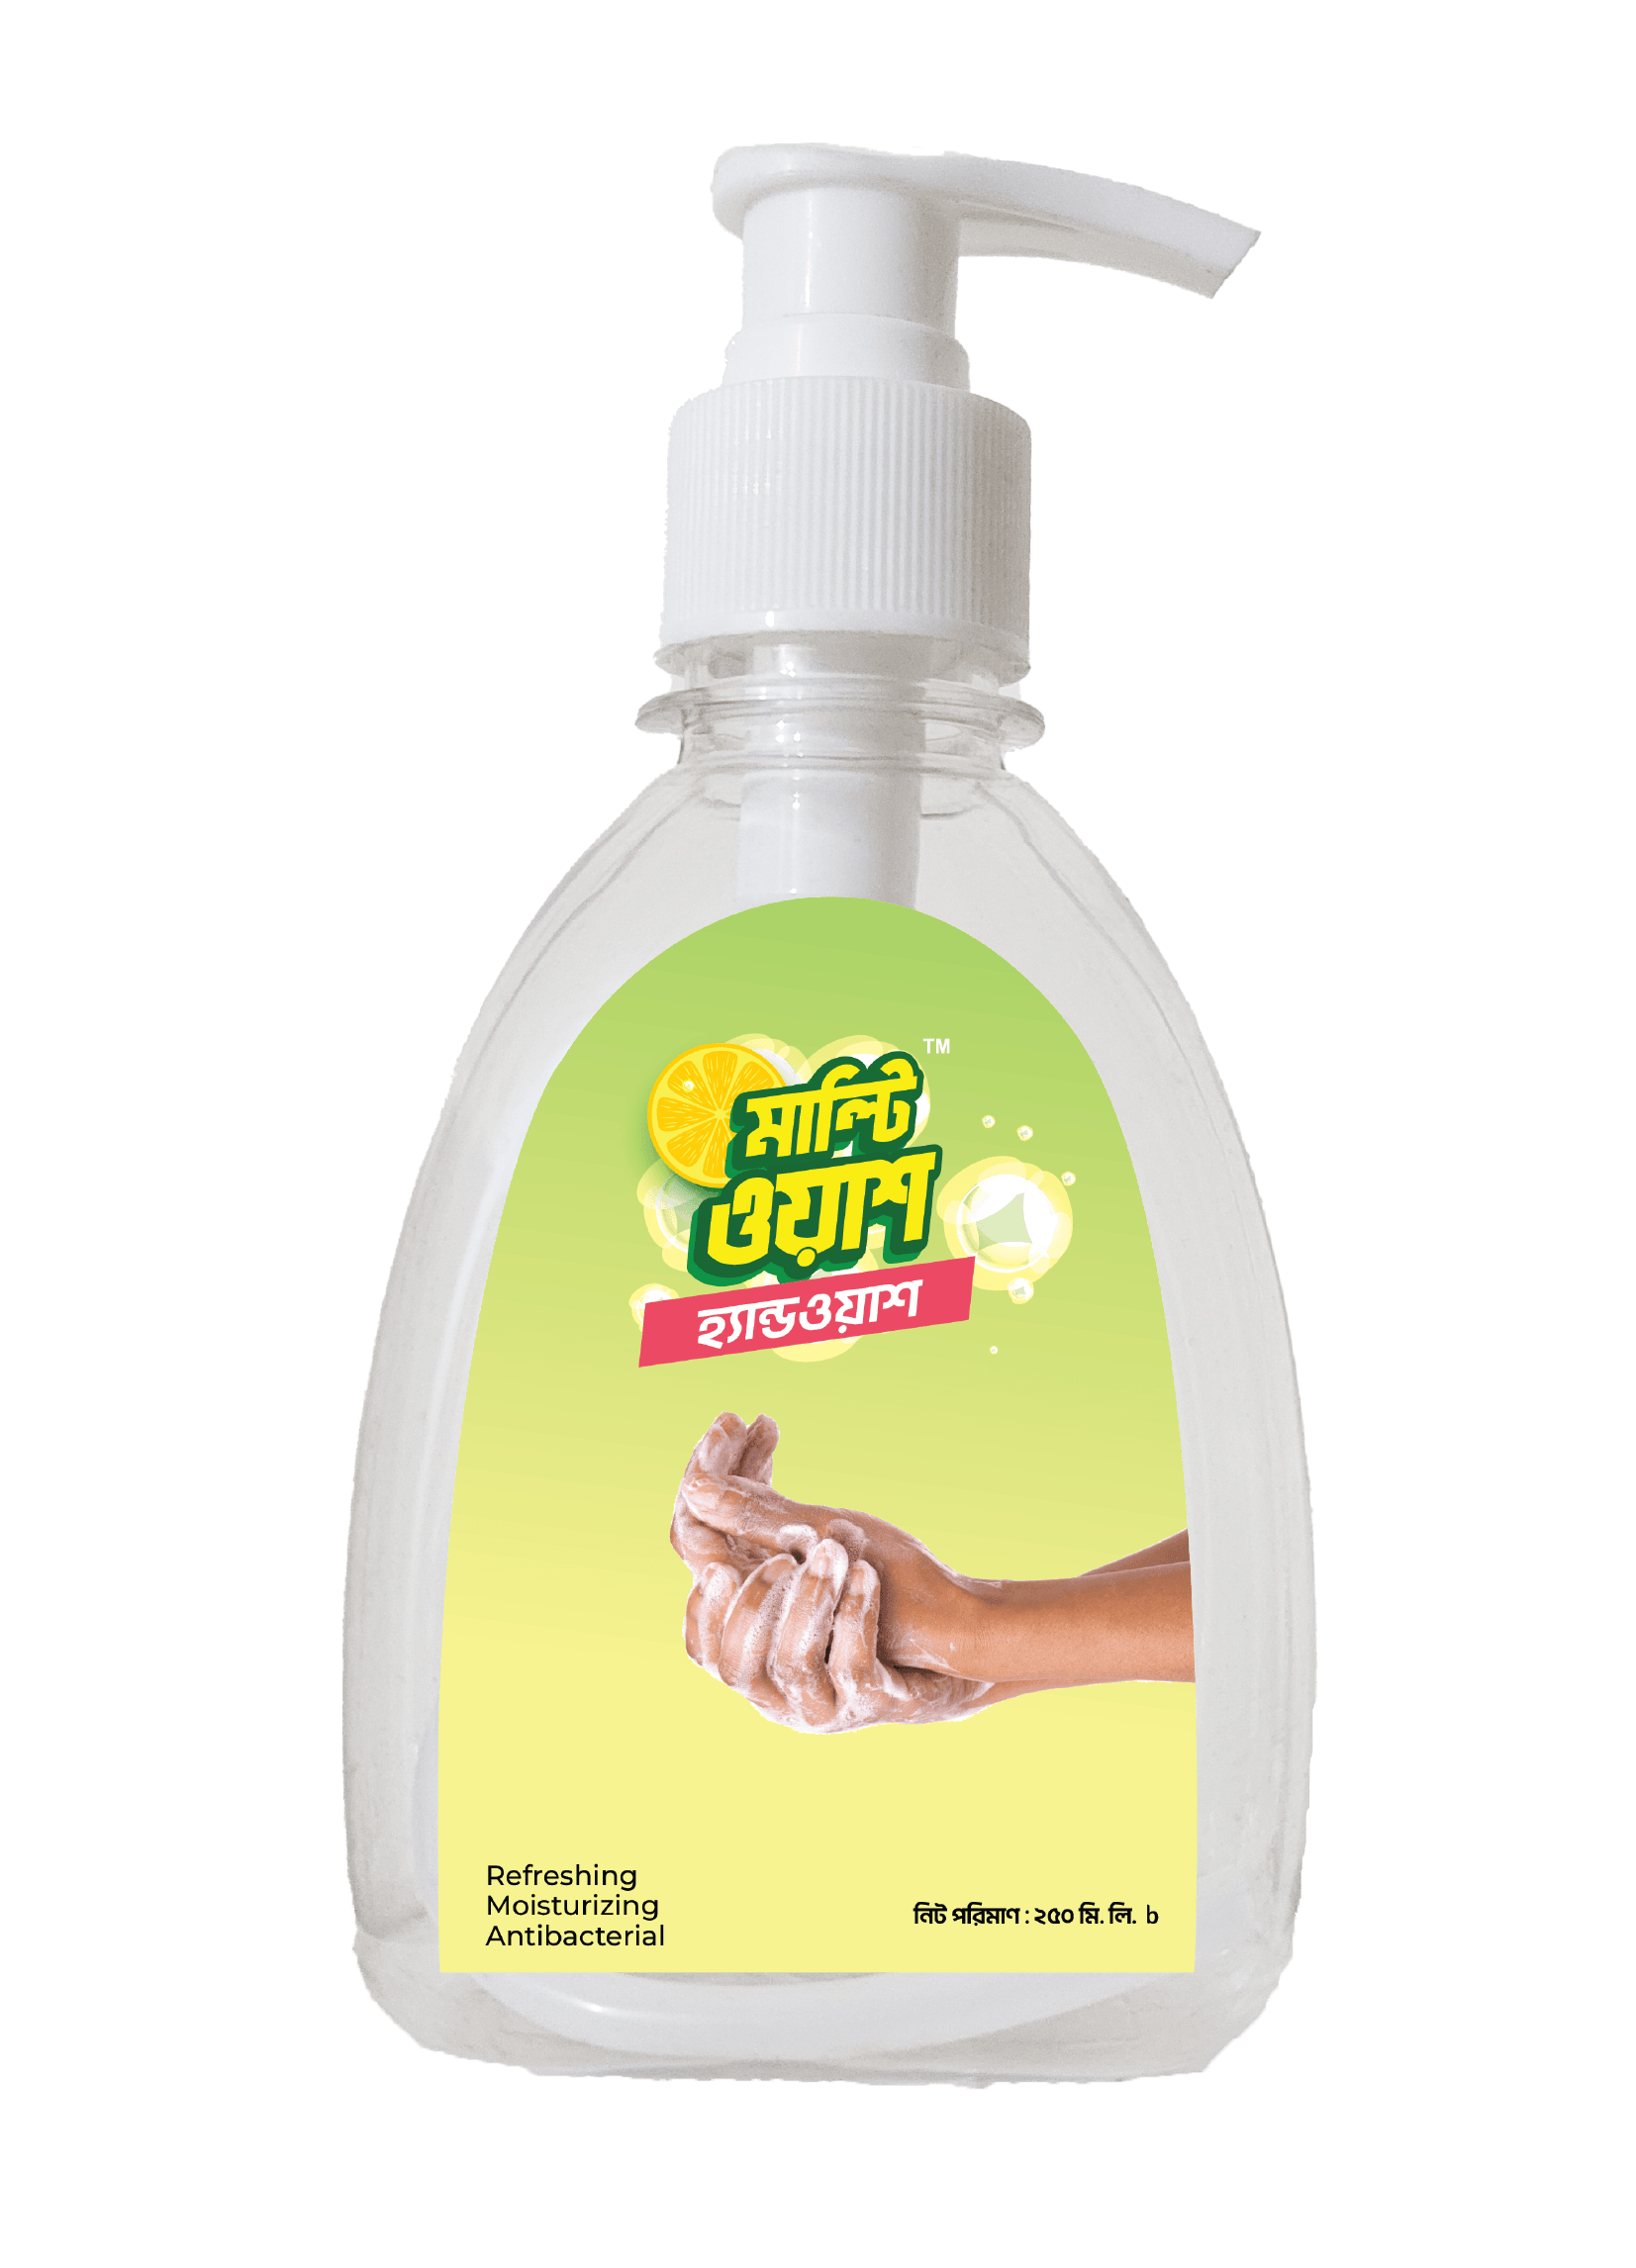 মাল্টি
TM
ওয়াশ
হ্যান্ডওয়াশ
Refreshing
Moisturizing
Antibacterial
নিট পরিমাণ : ২৫০ মি. লি. b